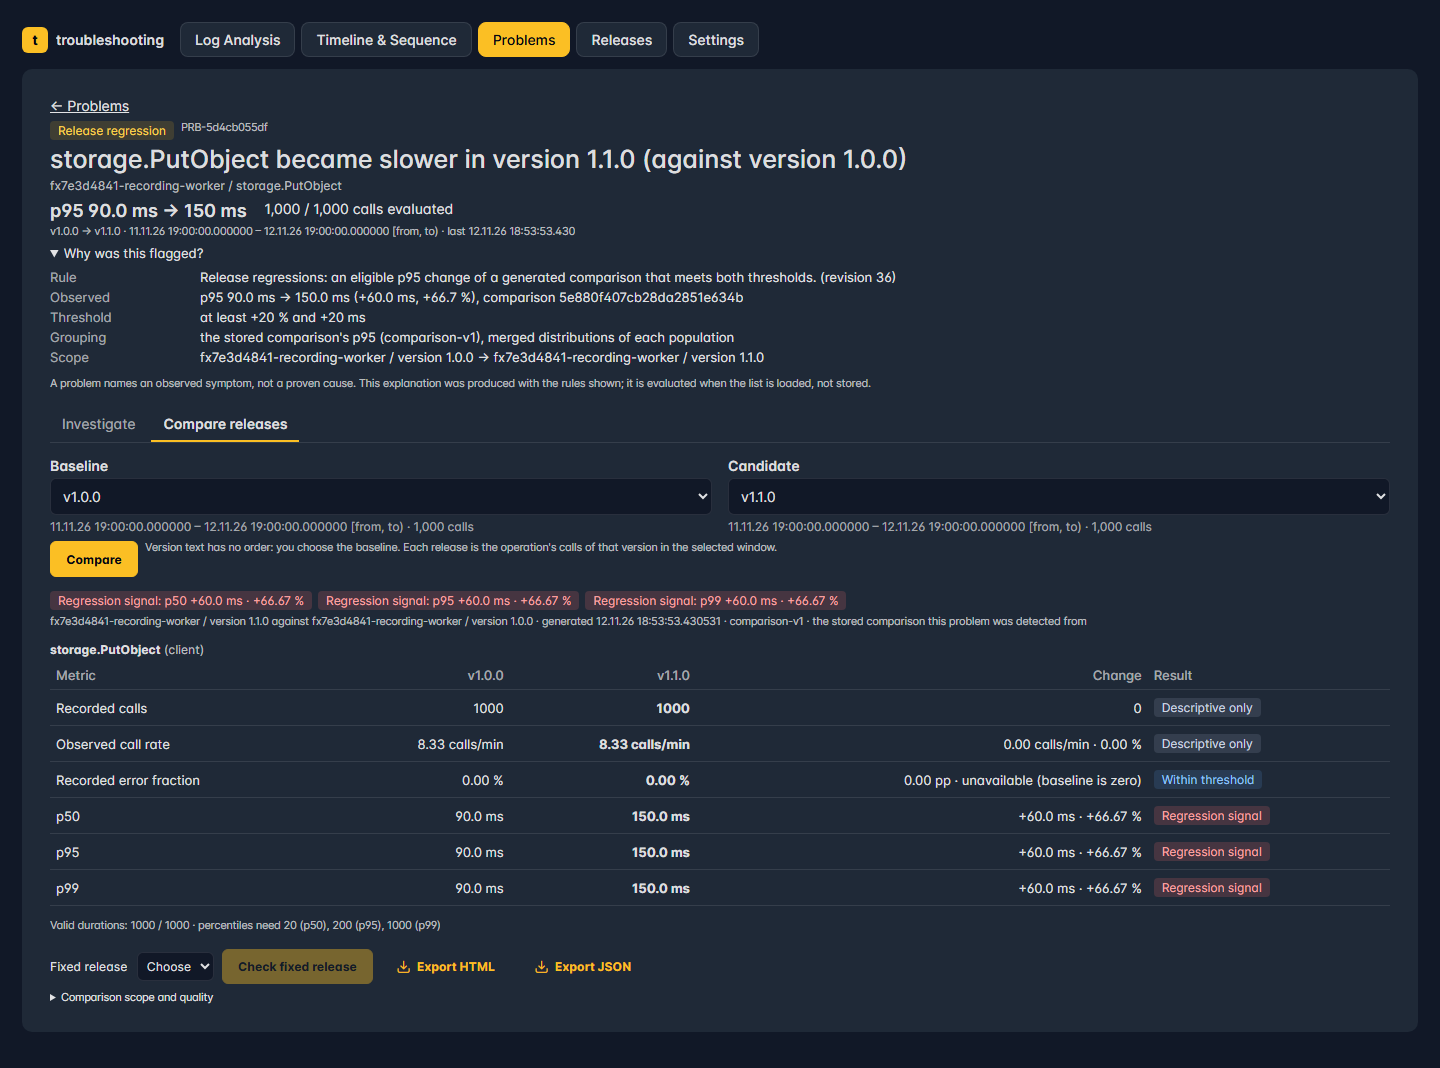 t troubleshooting Log Analysis Timeline & Sequence Problems Releases Settings
← Problems
Release regression PRB-5d4cb055df
storage.PutObject became slower in version 1.1.0 (against version 1.0.0)
fx7e3d4841-recording-worker / storage.PutObject
p95 90.0 ms → 150 ms 1,000 / 1,000 calls evaluated
v1.0.0 → v1.1.0 · 11.11.26 19:00:00.000000 – 12.11.26 19:00:00.000000 [from, to) · last 12.11.26 18:53:53.430
▼ Why was this flagged?
Rule Release regressions: an eligible p95 change of a generated comparison that meets both thresholds. (revision 36)
Observed p95 90.0 ms → 150.0 ms (+60.0 ms, +66.7 %), comparison 5e880f407cb28da2851e634b
Threshold at least +20 % and +20 ms
Grouping the stored comparison's p95 (comparison-v1), merged distributions of each population
Scope fx7e3d4841-recording-worker / version 1.0.0 → fx7e3d4841-recording-worker / version 1.1.0
A problem names an observed symptom, not a proven cause. This explanation was produced with the rules shown; it is evaluated when the list is loaded, not stored.
Investigate Compare releases
Baseline Candidate
v1.0.0 v1.1.0
11.11.26 19:00:00.000000 – 12.11.26 19:00:00.000000 [from, to) · 1,000 calls 11.11.26 19:00:00.000000 – 12.11.26 19:00:00.000000 [from, to) · 1,000 calls
Compare Version text has no order: you choose the baseline. Each release is the operation's calls of that version in the selected window.
Regression signal: p50 +60.0 ms · +66.67 % Regression signal: p95 +60.0 ms · +66.67 % Regression signal: p99 +60.0 ms · +66.67 %
fx7e3d4841-recording-worker / version 1.1.0 against fx7e3d4841-recording-worker / version 1.0.0 · generated 12.11.26 18:53:53.430531 · comparison-v1 · the stored comparison this problem was detected from
storage.PutObject (client)
Metric v1.0.0 v1.1.0 Change Result
Recorded calls 1000 1000 0 Descriptive only
Observed call rate 8.33 calls/min 8.33 calls/min 0.00 calls/min · 0.00 % Descriptive only
Recorded error fraction 0.00 % 0.00 % 0.00 pp · unavailable (baseline is zero) Within threshold
p50 90.0 ms 150.0 ms +60.0 ms · +66.67 % Regression signal
p95 90.0 ms 150.0 ms +60.0 ms · +66.67 % Regression signal
p99 90.0 ms 150.0 ms +60.0 ms · +66.67 % Regression signal
Valid durations: 1000 / 1000 · percentiles need 20 (p50), 200 (p95), 1000 (p99)
Fixed release Choose Check fixed release Export HTML Export JSON
▶ Comparison scope and quality